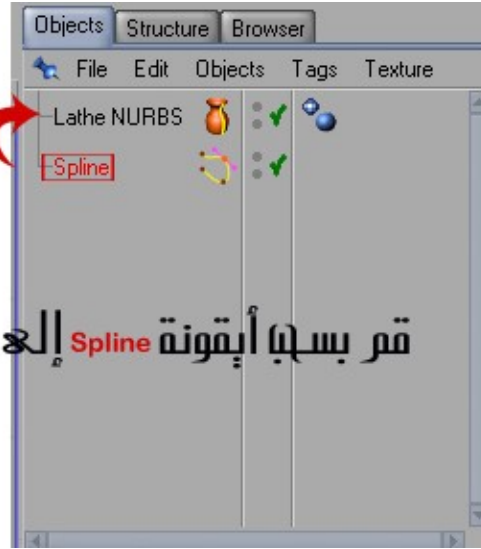 Objects Structure Browser
File Edit Objects Tags Texture
Lathe NURBS
Spline
قم بسحب أيقونة Spline إلى